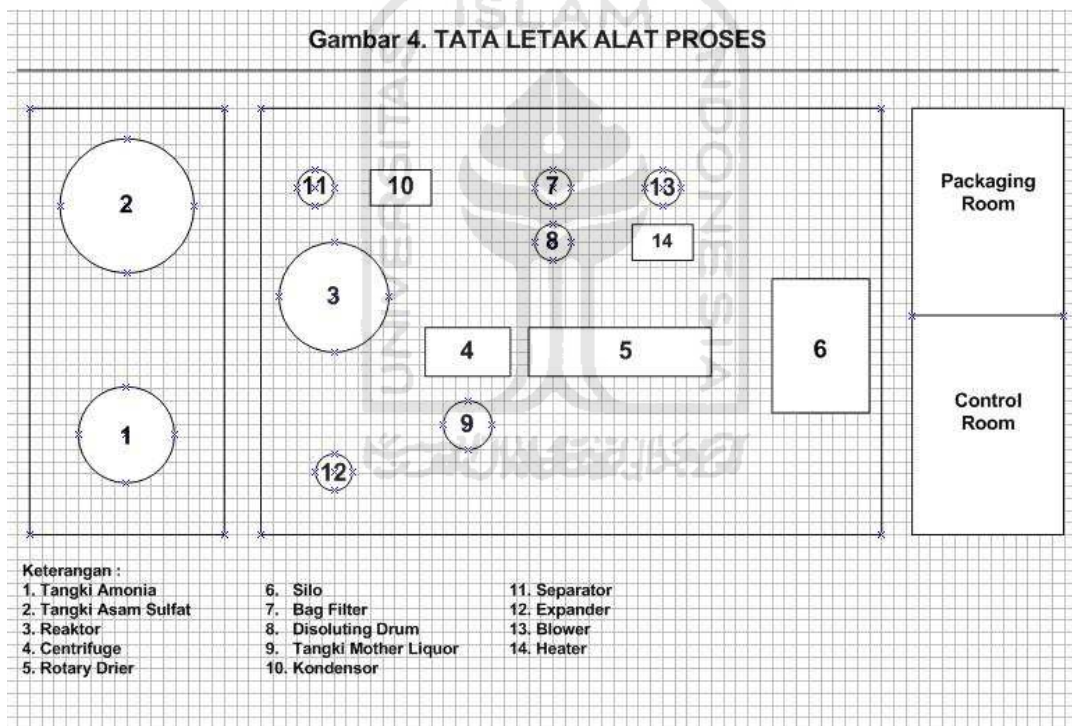 ISLAM
UNIVERSITAS
INDONESIA
Gambar 4. TATA LETAK ALAT PROSES
2
11
10
7
13
Packaging
Room
8
14
3
4
5
6
9
Control
Room
1
12
Keterangan :
1. Tangki Amonia
2. Tangki Asam Sulfat
3. Reaktor
4. Centrifuge
5. Rotary Drier
6. Silo
7. Bag Filter
8. Disoluting Drum
9. Tangki Mother Liquor
10. Kondensor
11. Separator
12. Expander
13. Blower
14. Heater